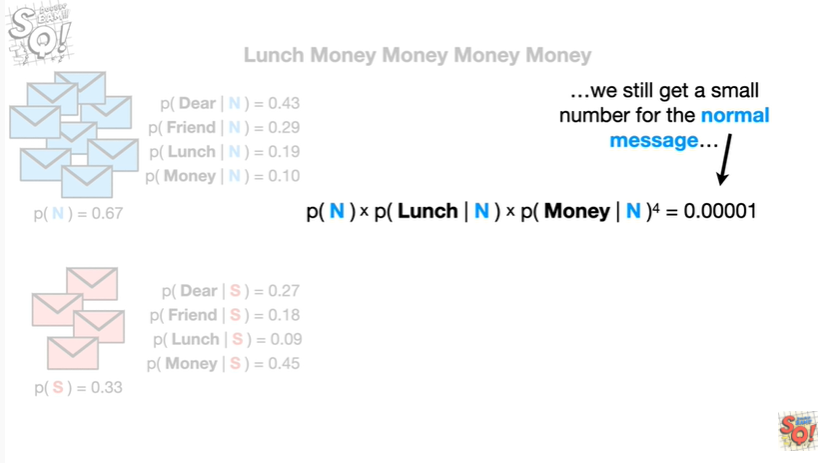 Lunch Money Money Money Money
…we still get a small
number for the normal
message…
p( Dear | N ) = 0.43
p( Friend | N ) = 0.29
p( Lunch | N ) = 0.19
p( Money | N ) = 0.10
p( N ) = 0.67
p( N ) x p( Lunch | N ) x p( Money | N )⁴ = 0.00001
p( Dear | S ) = 0.27
p( Friend | S ) = 0.18
p( Lunch | S ) = 0.09
p( Money | S ) = 0.45
p( S ) = 0.33